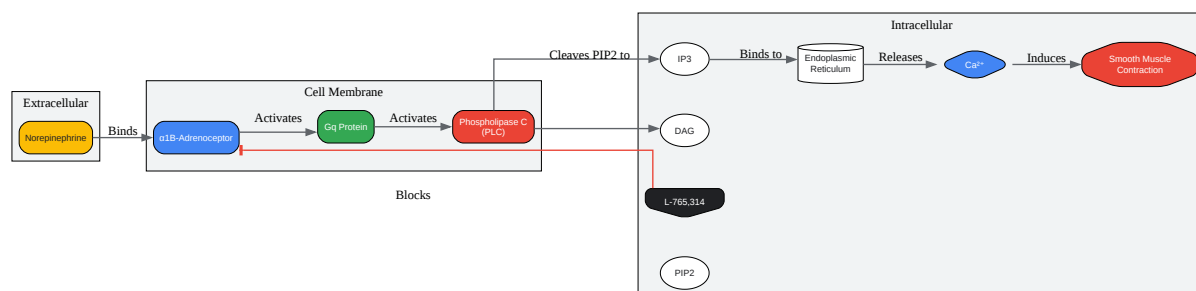 Intracellular
Cleaves PIP2 to
IP3
Binds to
Endoplasmic
Reticulum
Releases
Ca²⁺
Induces
Smooth Muscle
Contraction
Extracellular
Norepinephrine
Binds
Cell Membrane
α1B-Adrenoceptor
Activates
Gq Protein
Activates
Phospholipase C
(PLC)
DAG
Blocks
L-765,314
PIP2